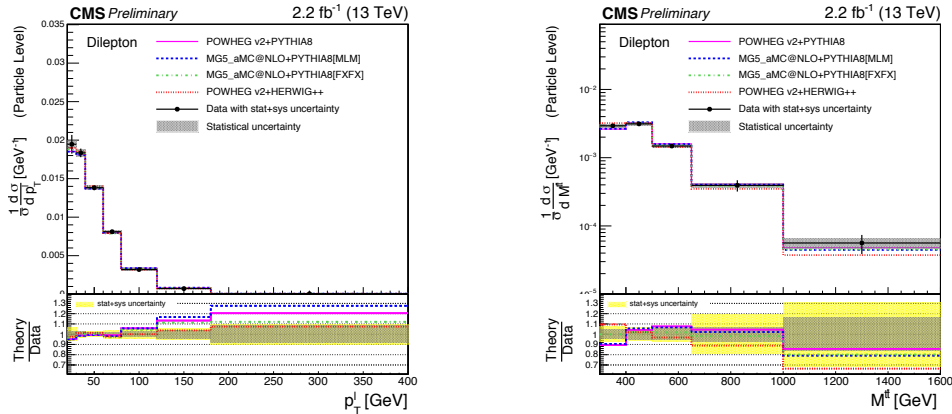 CMS Preliminary 2.2 fb⁻¹ (13 TeV)
Dilepton
POWHEG v2+PYTHIA8
MG5_aMC@NLO+PYTHIA8[MLM]
MG5_aMC@NLO+PYTHIA8[FXFX]
POWHEG v2+HERWIG++
Data with stat+sys uncertainty
Statistical uncertainty
1/σ dσ/dp_T^l [GeV⁻¹] (Particle Level)
0.035
0.03
0.025
0.02
0.015
0.01
0.005
0
stat+sys uncertainty
Theory
Data
1.3
1.2
1.1
1
0.9
0.8
0.7
50 100 150 200 250 300 350 400
p_T^l [GeV]
CMS Preliminary 2.2 fb⁻¹ (13 TeV)
Dilepton
POWHEG v2+PYTHIA8
MG5_aMC@NLO+PYTHIA8[MLM]
MG5_aMC@NLO+PYTHIA8[FXFX]
POWHEG v2+HERWIG++
Data with stat+sys uncertainty
Statistical uncertainty
1/σ dσ/dM^tt̄ [GeV⁻¹] (Particle Level)
10⁻¹
10⁻²
10⁻³
10⁻⁴
10⁻⁵
stat+sys uncertainty
Theory
Data
1.3
1.2
1.1
1
0.9
0.8
0.7
400 600 800 1000 1200 1400 1600
M^tt̄ [GeV]